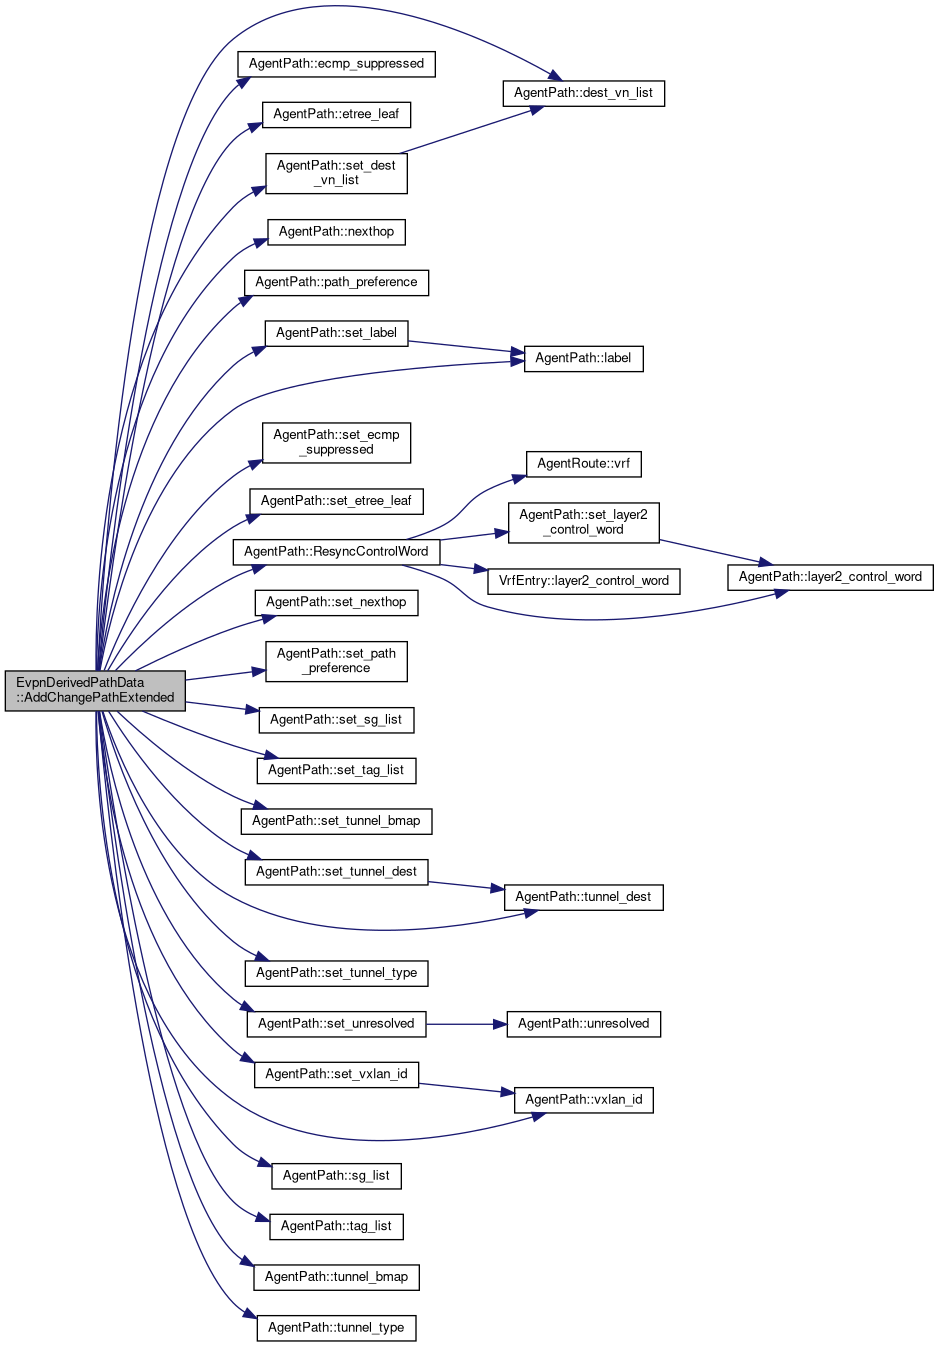 AgentPath::ecmp_suppressed
AgentPath::dest_vn_list
AgentPath::etree_leaf
AgentPath::set_dest
_vn_list
AgentPath::nexthop
AgentPath::path_preference
AgentPath::set_label
AgentPath::label
AgentPath::set_ecmp
_suppressed
AgentRoute::vrf
AgentPath::set_etree_leaf
AgentPath::set_layer2
_control_word
AgentPath::ResyncControlWord
VrfEntry::layer2_control_word
AgentPath::layer2_control_word
AgentPath::set_nexthop
AgentPath::set_path
_preference
EvpnDerivedPathData
::AddChangePathExtended
AgentPath::set_sg_list
AgentPath::set_tag_list
AgentPath::set_tunnel_bmap
AgentPath::set_tunnel_dest
AgentPath::tunnel_dest
AgentPath::set_tunnel_type
AgentPath::set_unresolved
AgentPath::unresolved
AgentPath::set_vxlan_id
AgentPath::vxlan_id
AgentPath::sg_list
AgentPath::tag_list
AgentPath::tunnel_bmap
AgentPath::tunnel_type